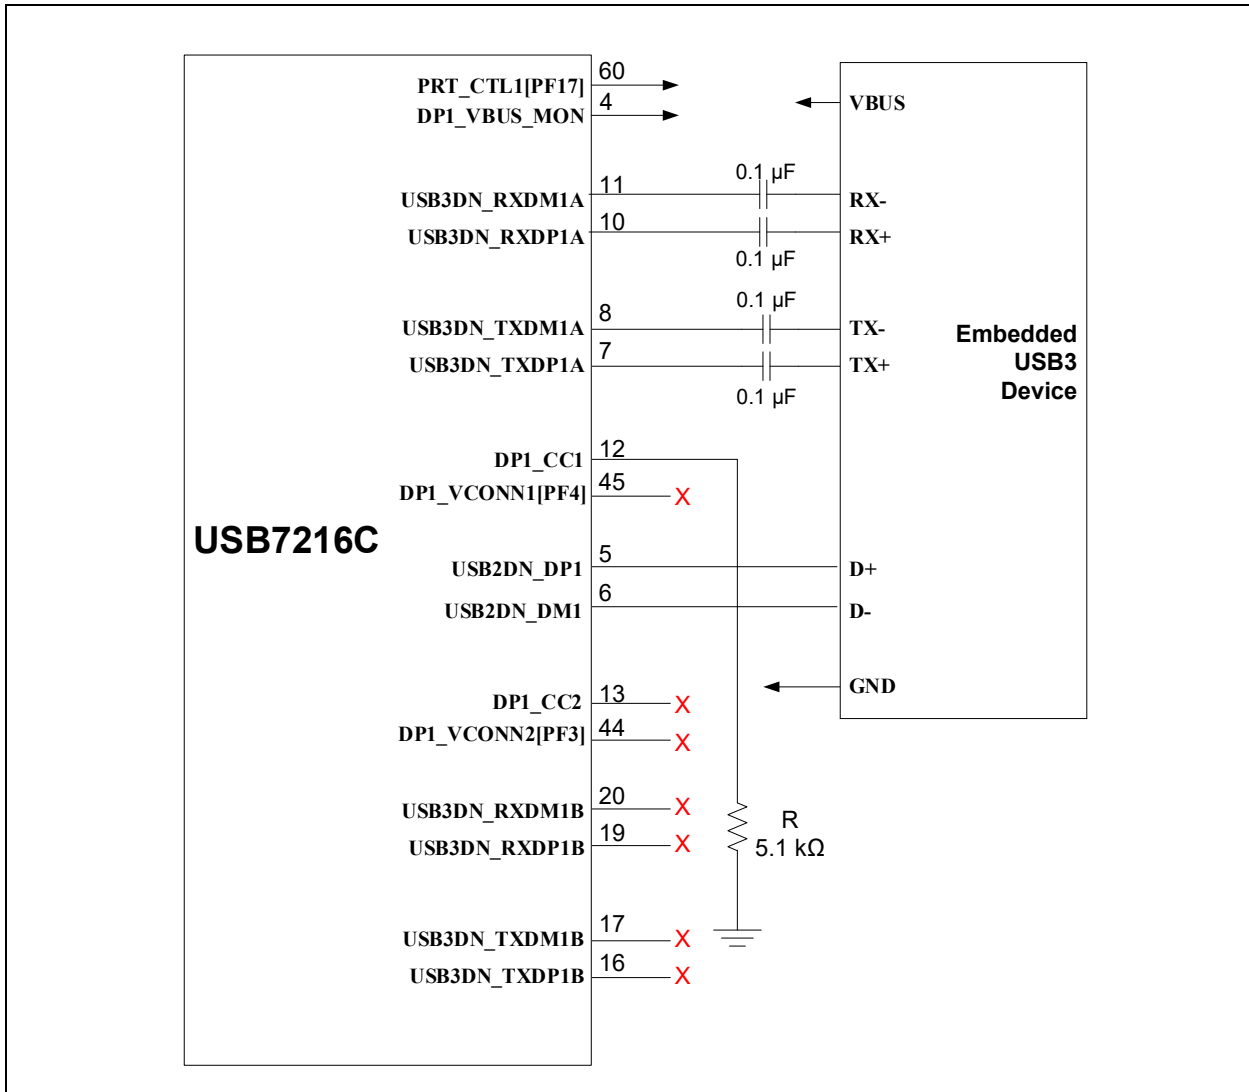 60
PRT_CTL1[PF17]
4
DP1_VBUS_MON
VBUS
0.1 µF
11
USB3DN_RXDM1A
RX-
10
USB3DN_RXDP1A
RX+
0.1 µF
0.1 µF
8
USB3DN_TXDM1A
TX-
7
USB3DN_TXDP1A
TX+
0.1 µF
Embedded
USB3
Device
12
DP1_CC1
45
DP1_VCONN1[PF4]
X
USB7216C
5
USB2DN_DP1
D+
6
USB2DN_DM1
D-
GND
13
DP1_CC2
X
44
DP1_VCONN2[PF3]
X
20
USB3DN_RXDM1B
X
19
USB3DN_RXDP1B
X
R
5.1 kΩ
17
USB3DN_TXDM1B
X
16
USB3DN_TXDP1B
X